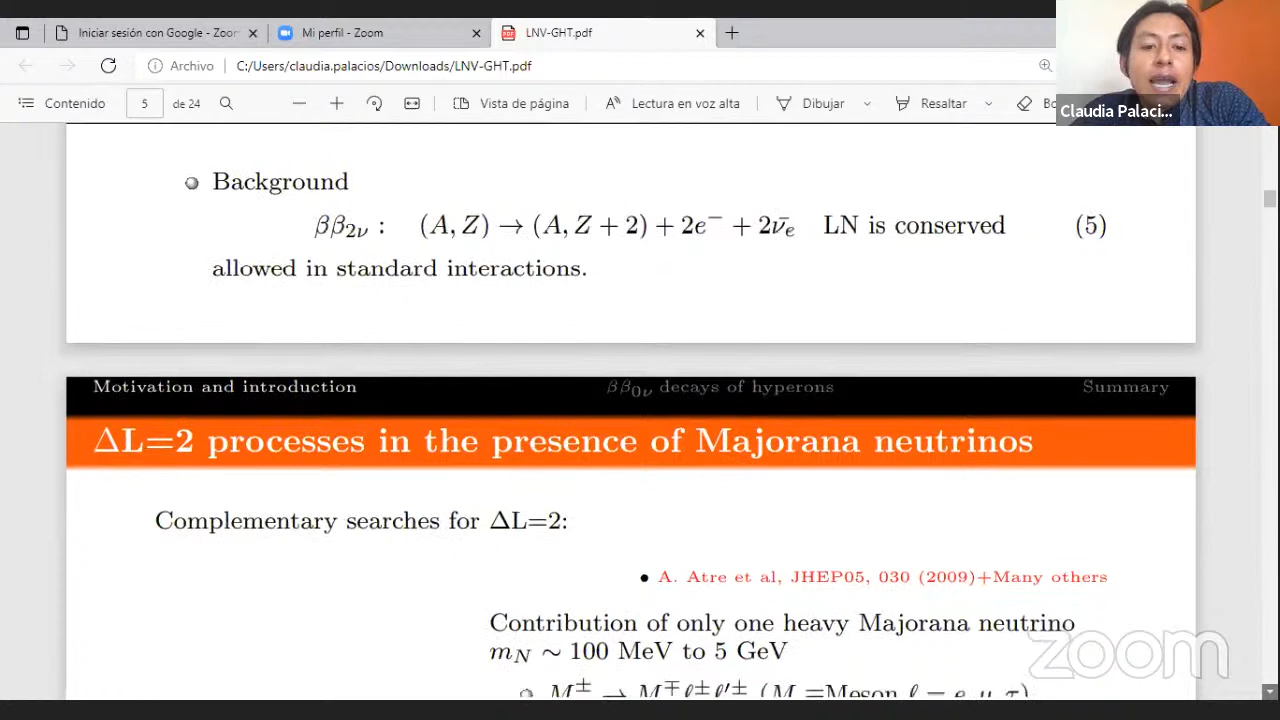 Iniciar sesión con Google - Zoom
Mi perfil - Zoom
LNV-GHT.pdf
Archivo
C:/Users/claudia.palacios/Downloads/LNV-GHT.pdf
Contenido
5
de 24
Vista de página
Lectura en voz alta
Dibujar
Resaltar
Claudia Palaci...
Background
ββ2ν : (A, Z) → (A, Z + 2) + 2e⁻ + 2ν̄e LN is conserved (5)
allowed in standard interactions.
Motivation and introduction
ββ0ν decays of hyperons
Summary
ΔL=2 processes in the presence of Majorana neutrinos
Complementary searches for ΔL=2:
• A. Atre et al, JHEP05, 030 (2009)+Many others
Contribution of only one heavy Majorana neutrino
mN ∼ 100 MeV to 5 GeV
M± → M∓ℓ±ℓ′± (M =Meson ℓ = e, μ, τ)
zoom